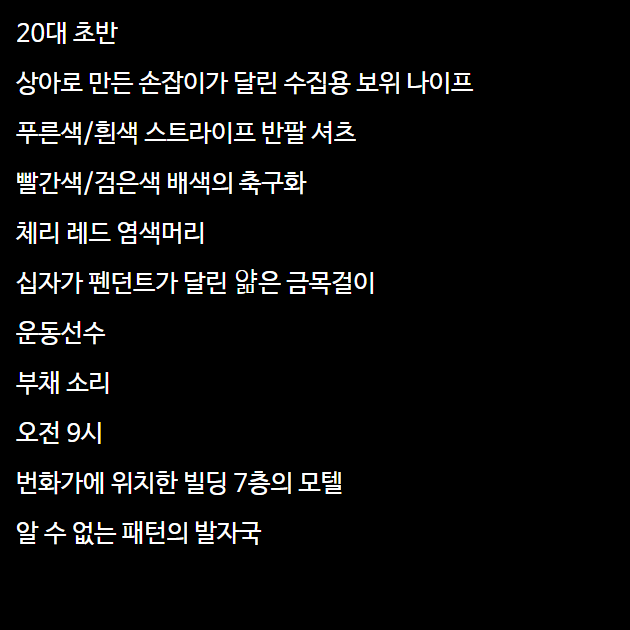 20대 초반
상아로 만든 손잡이가 달린 수집용 보위 나이프
푸른색/흰색 스트라이프 반팔 셔츠
빨간색/검은색 배색의 축구화
체리 레드 염색머리
십자가 펜던트가 달린 얇은 금목걸이
운동선수
부채 소리
오전 9시
번화가에 위치한 빌딩 7층의 모텔
알 수 없는 패턴의 발자국